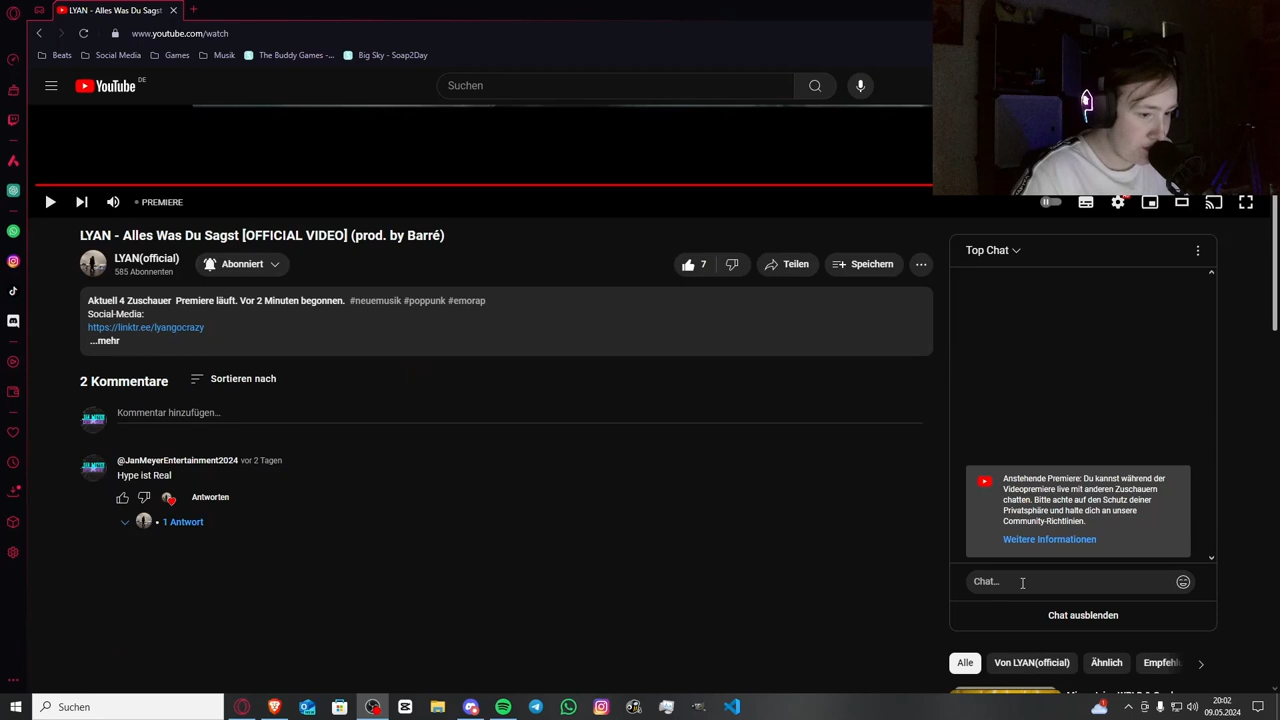 LYAN - Alles Was Du Sagst
www.youtube.com/watch
Beats
Social Media
Games
Musik
The Buddy Games -...
Big Sky - Soap2Day
YouTube DE
Suchen
PREMIERE
LYAN - Alles Was Du Sagst [OFFICIAL VIDEO] (prod. by Barré)
LYAN(official)
585 Abonnenten
Abonniert
7
Teilen
Speichern
Aktuell 4 Zuschauer Premiere läuft. Vor 2 Minuten begonnen. #neuemusik #poppunk #emorap
Social-Media:
https://linktr.ee/lyangocrazy
...mehr
2 Kommentare
Sortieren nach
Kommentar hinzufügen...
@JanMeyerEntertainment2024 vor 2 Tagen
Hype ist Real
Antworten
1 Antwort
Top Chat
Anstehende Premiere: Du kannst während der
Videopremiere live mit anderen Zuschauern
chatten. Bitte achte auf den Schutz deiner
Privatsphäre und halte dich an unsere
Community-Richtlinien.
Weitere Informationen
Chat...
Chat ausblenden
Alle
Von LYAN(official)
Ähnlich
Empfehl
Suchen
20:02
09.05.2024